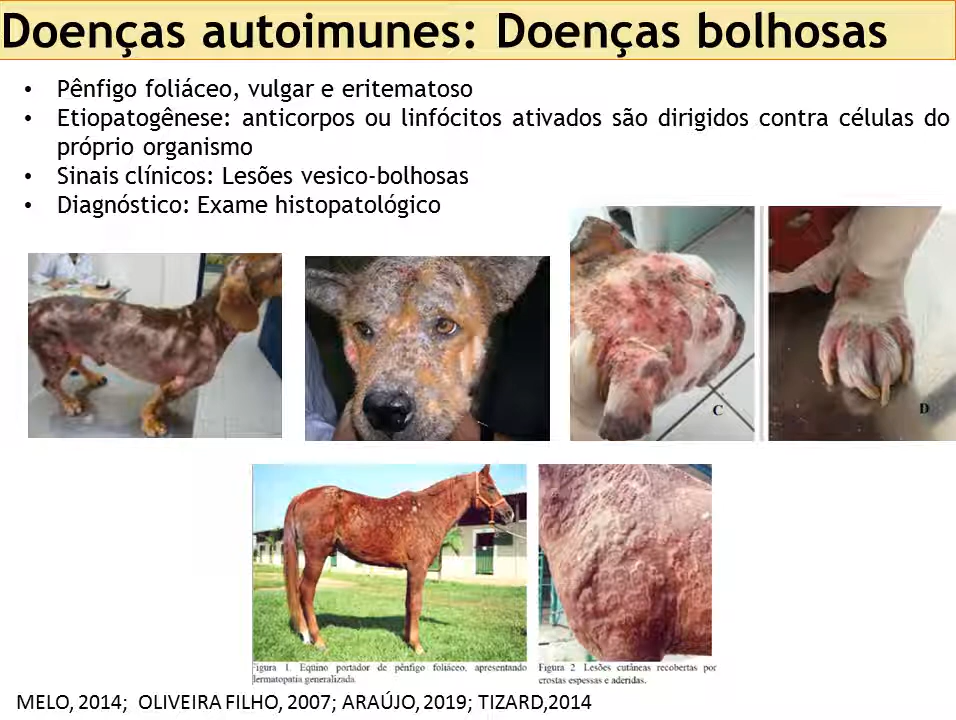 Doenças autoimunes: Doenças bolhosas
• Pênfigo foliáceo, vulgar e eritematoso
• Etiopatogênese: anticorpos ou linfócitos ativados são dirigidos contra células do
próprio organismo
• Sinais clínicos: Lesões vesico-bolhosas
• Diagnóstico: Exame histopatológico
C
D
Figura 1. Equino portador de pênfigo foliáceo, apresentando
dermatopatia generalizada.
Figura 2 Lesões cutâneas recobertas por
crostas espessas e aderidas.
MELO, 2014; OLIVEIRA FILHO, 2007; ARAÚJO, 2019; TIZARD,2014